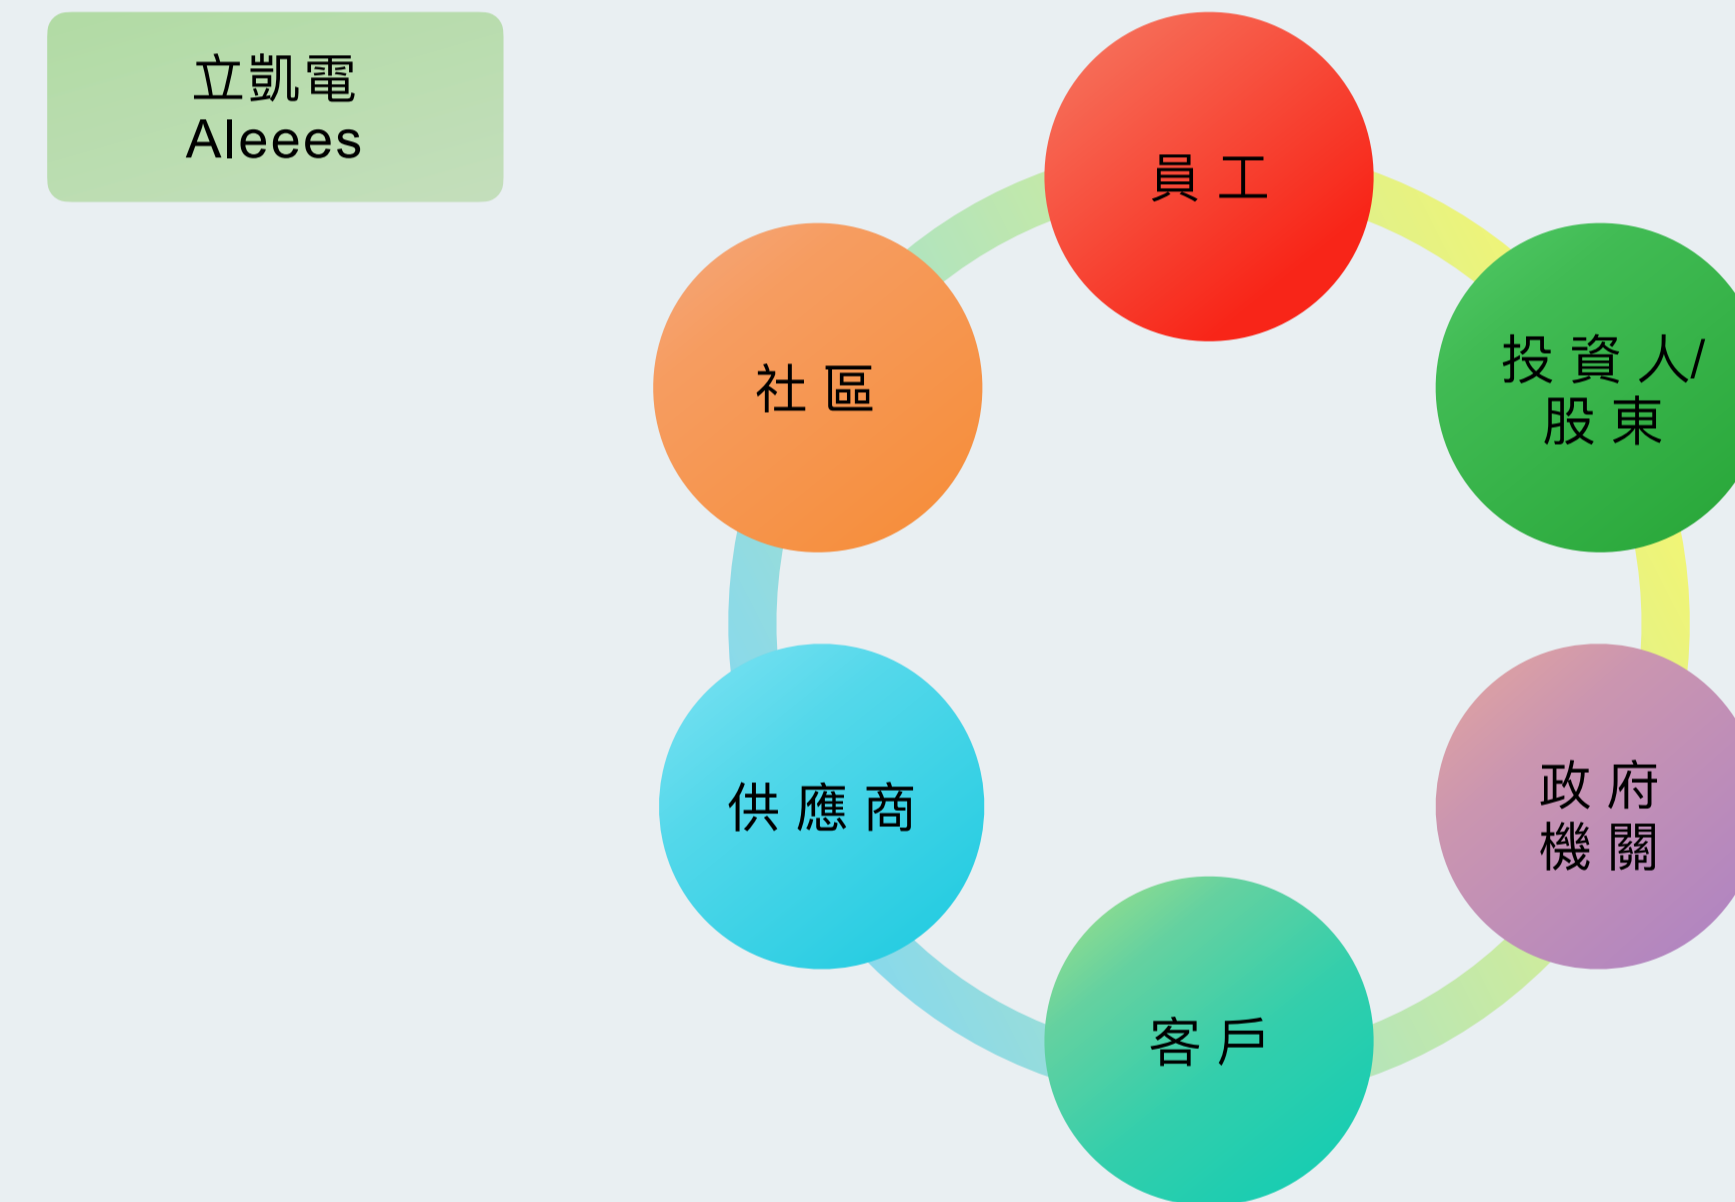 立凱電
Aleees
員工
社區
投資人/
股東
供應商
政府
機關
客戶